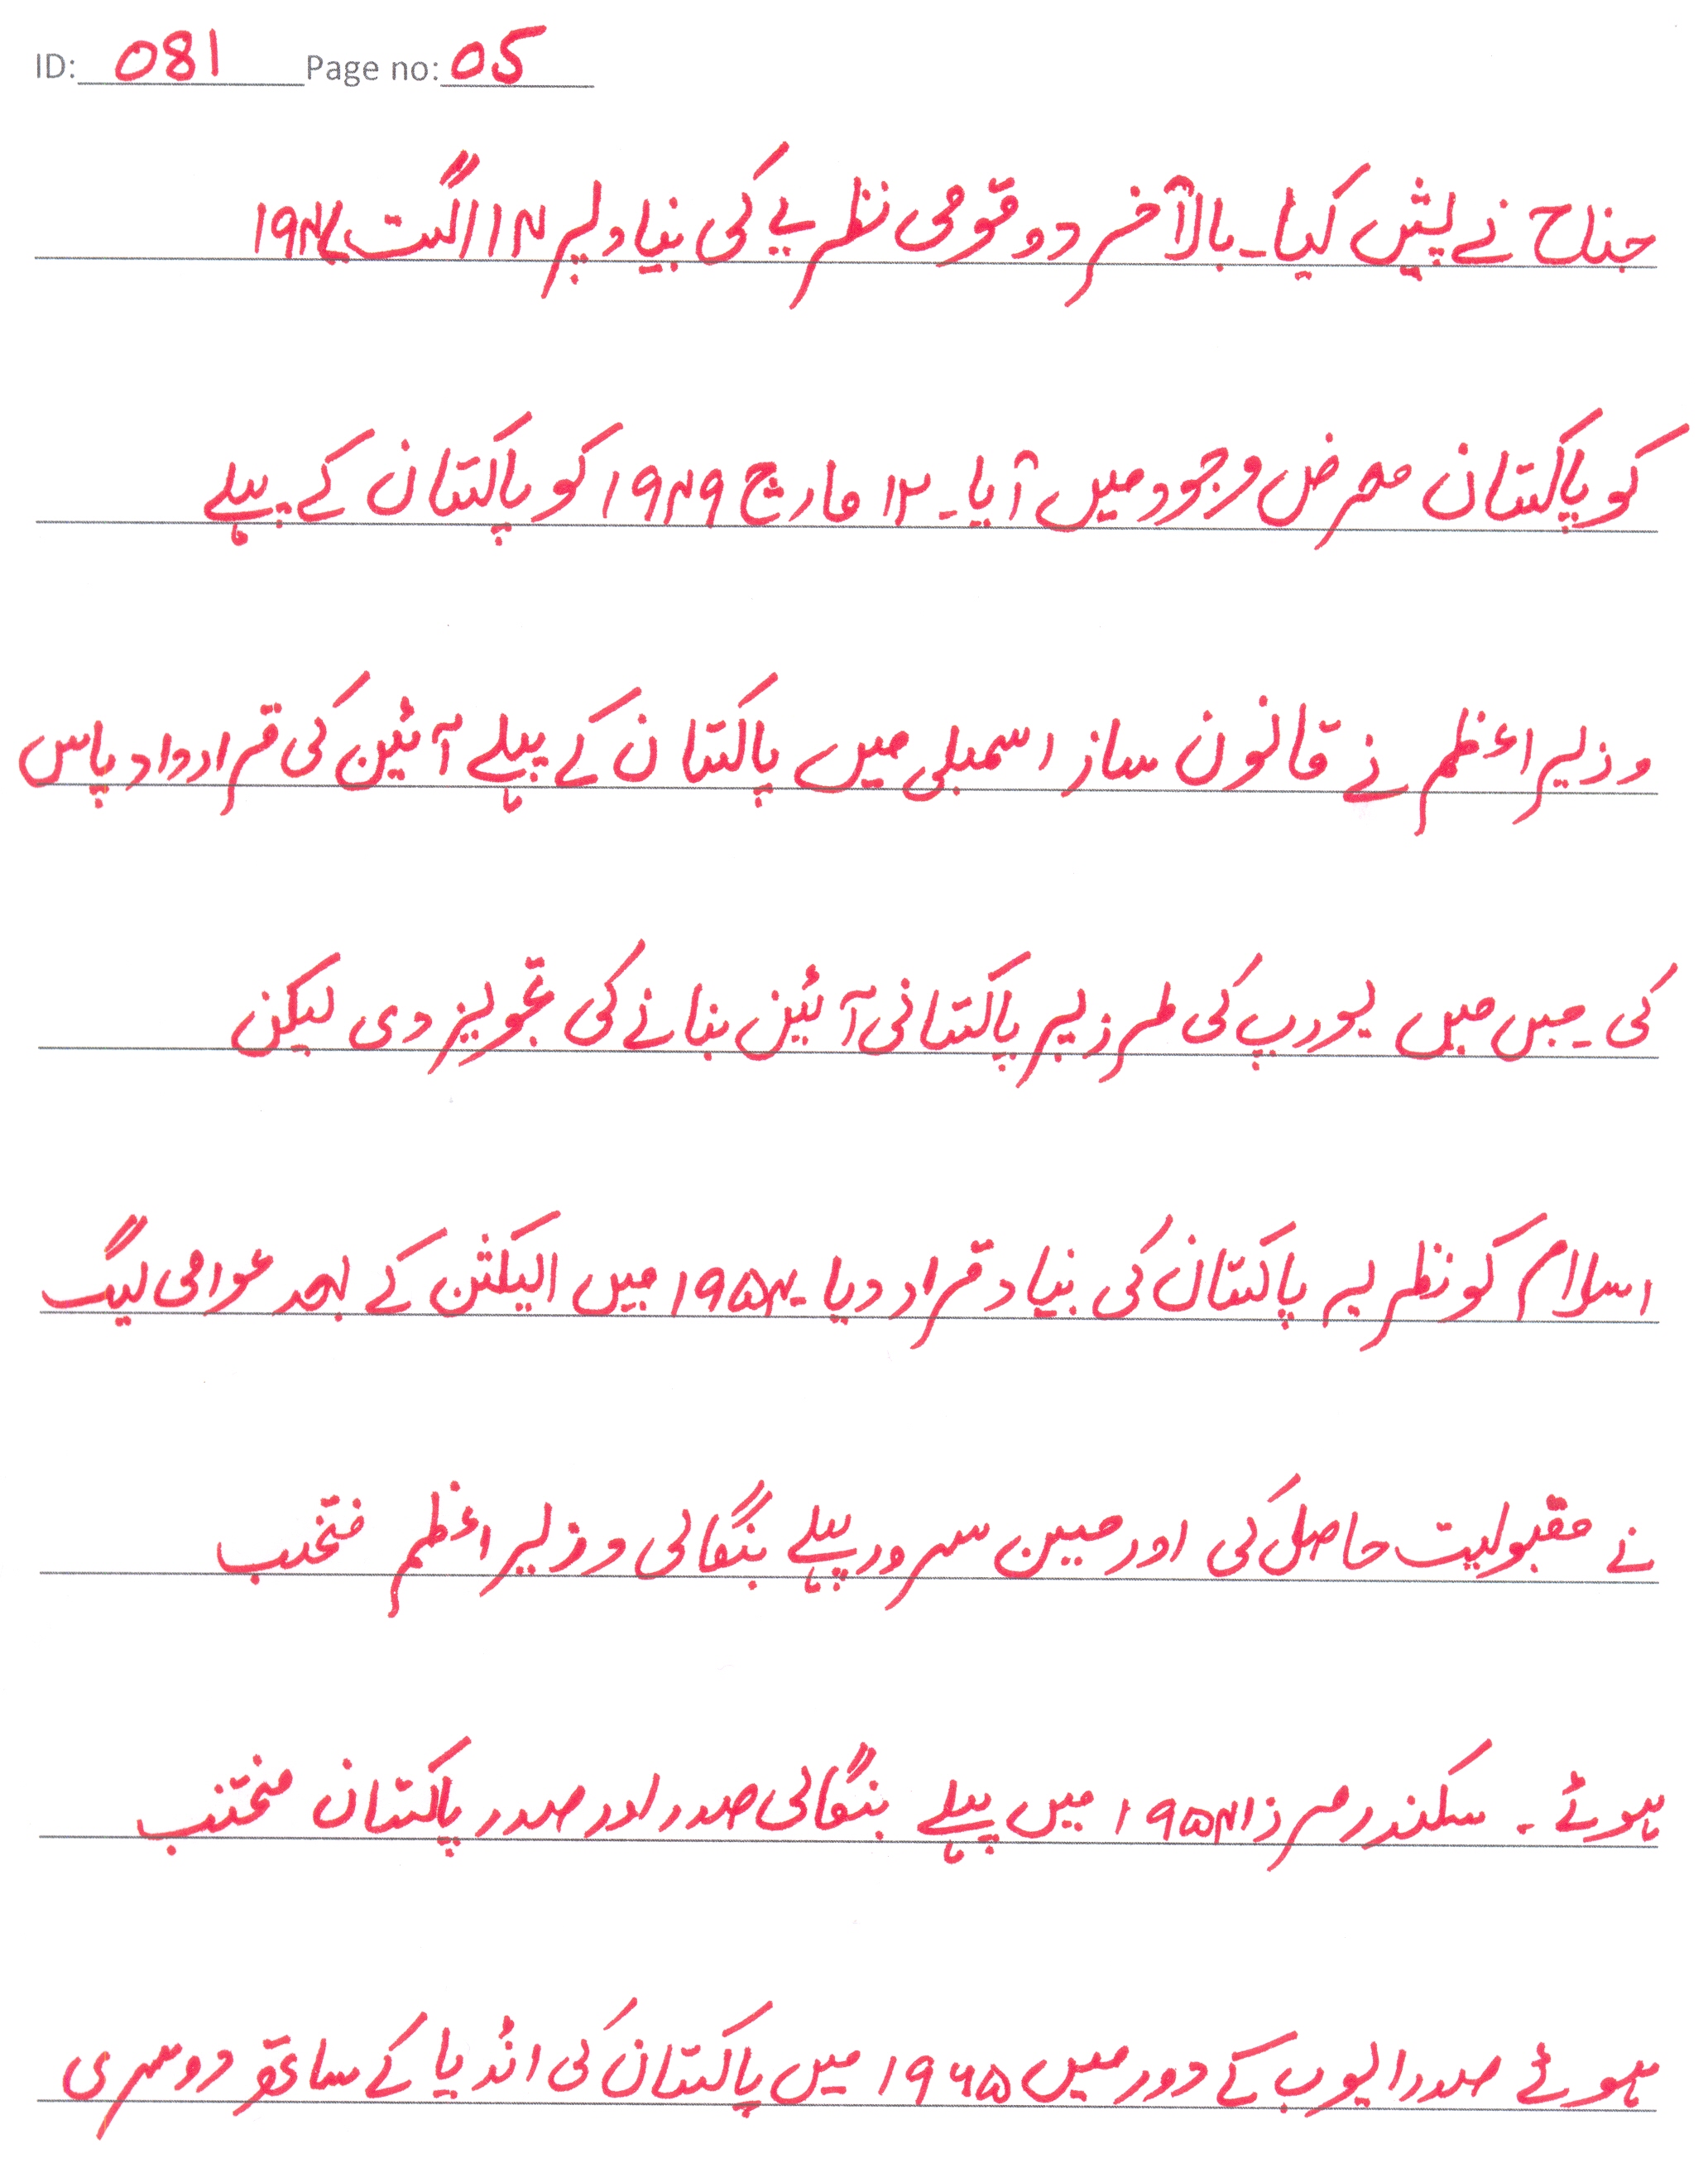 ID: 081 Page no: 05
جناح نے پیش کیا۔ بالآخر دو قومی نظریے کی بنیاد پر ۱۴ اگست ۱۹۴۷
کو پاکستان معرض وجود میں آیا۔ ۱۲ مارچ ۱۹۴۹ کو پاکستان کے پہلے
وزیر اعظم نے قانون ساز اسمبلی میں پاکستان کے پہلے آئین کی قرارداد پاس
کی۔ جس میں یورپ کی طرز پر پاکستانی آئین بنانے کی تجویز دی لیکن
اسلام کو نظریہ پاکستان کی بنیاد قرار دیا۔ ۱۹۵۴ میں الیکشن کے بعد عوامی لیگ
نے مقبولیت حاصل کی اور حسین سہرور پہلے بنگالی وزیر اعظم منتخب
ہوئے۔ سکندر مرزا ۱۹۵۴ میں پہلے بنگالی صدر اور صدر پاکستان منتخب
ہوئے صدر ایوب کے دور میں ۱۹۶۵ میں پاکستان کی انڈیا کے ساتھ دوسری